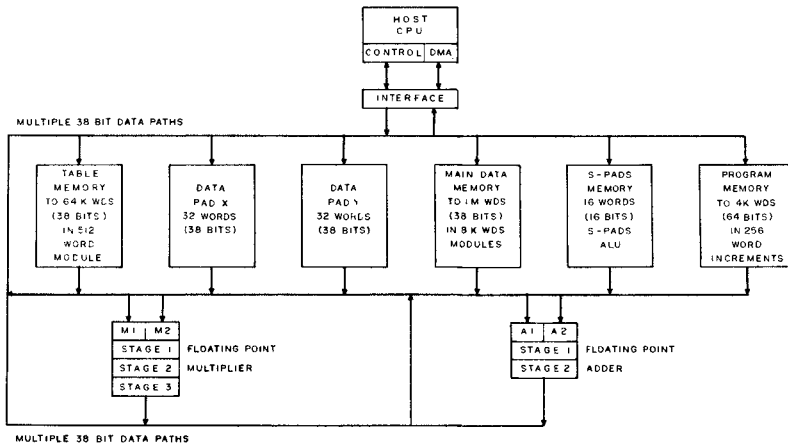 HOST
CPU
CONTROL DMA
INTERFACE
MULTIPLE 38 BIT DATA PATHS
TABLE
MEMORY
TO 64K WDS
(38 BITS)
IN 512
WORD
MODULE
DATA
PAD X
32 WORDS
(38 BITS)
DATA
PAD Y
32 WORDS
(38 BITS)
MAIN DATA
MEMORY
TO 1M WDS
(38 BITS)
IN 8K WDS
MODULES
S-PADS
MEMORY
16 WORDS
(16 BITS)
S-PADS
ALU
PROGRAM
MEMORY
TO 4K WDS
(64 BITS)
IN 256
WORD
INCREMENTS
M1 M2
STAGE 1 FLOATING POINT
STAGE 2 MULTIPLIER
STAGE 3
A1 A2
STAGE 1 FLOATING POINT
STAGE 2 ADDER
MULTIPLE 38 BIT DATA PATHS